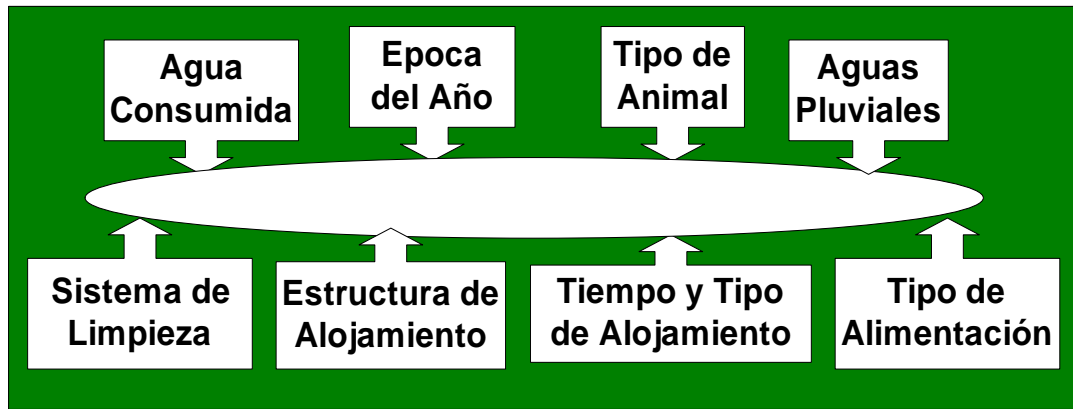 Agua
Consumida
Epoca
del Año
Tipo de
Animal
Aguas
Pluviales
Sistema de
Limpieza
Estructura de
Alojamiento
Tiempo y Tipo
de Alojamiento
Tipo de
Alimentación